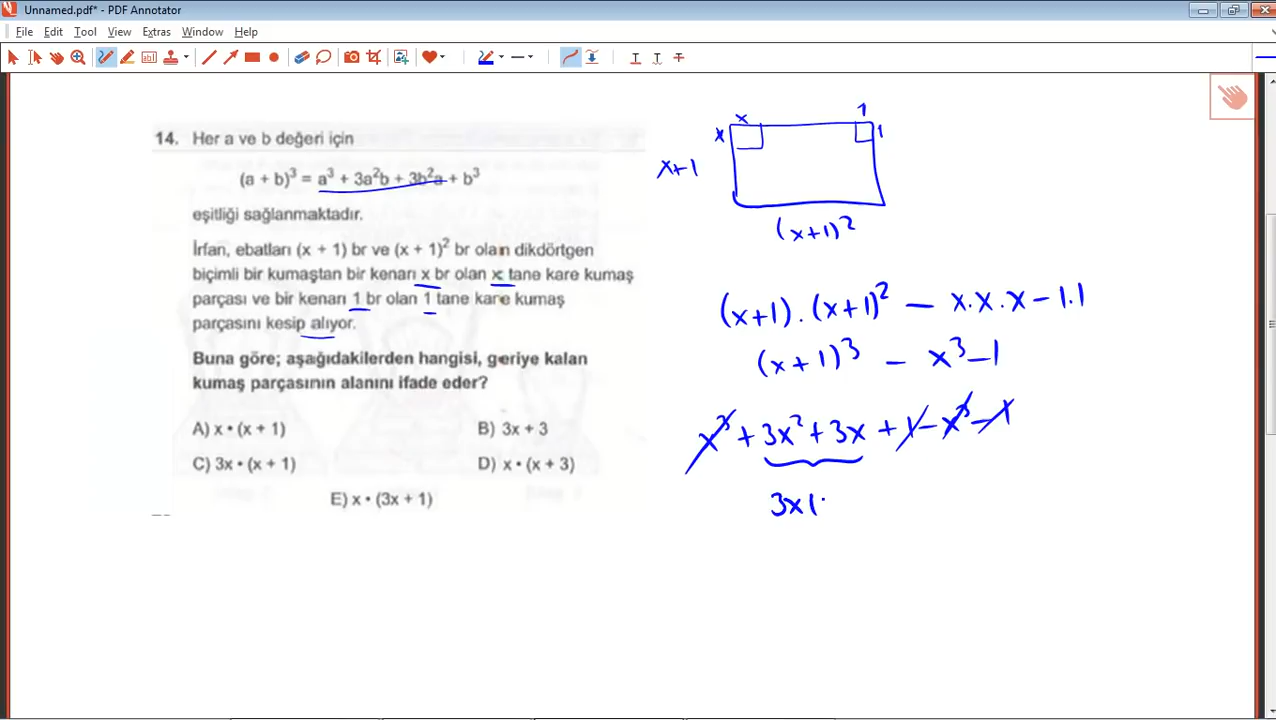 Unnamed.pdf* - PDF Annotator
File Edit Tool View Extras Window Help
14. Her a ve b değeri için
(a + b)³ = a³ + 3a²b + 3b²a + b³
eşitliği sağlanmaktadır.
İrfan, ebatları (x + 1) br ve (x + 1)² br olan dikdörtgen
biçimli bir kumaştan bir kenarı x br olan x tane kare kumaş
parçası ve bir kenarı 1 br olan 1 tane kare kumaş
parçasını kesip alıyor.
Buna göre; aşağıdakilerden hangisi, geriye kalan
kumaş parçasının alanını ifade eder?
A) x • (x + 1)
B) 3x + 3
C) 3x • (x + 1)
D) x • (x + 3)
E) x • (3x + 1)
x
1
x
1
x+1
(x+1)²
(x+1) . (x+1)² − x.x.x − 1.1
(x+1)³ − x³ −1
x³ + 3x² + 3x + 1 − x³ − 1
3x(